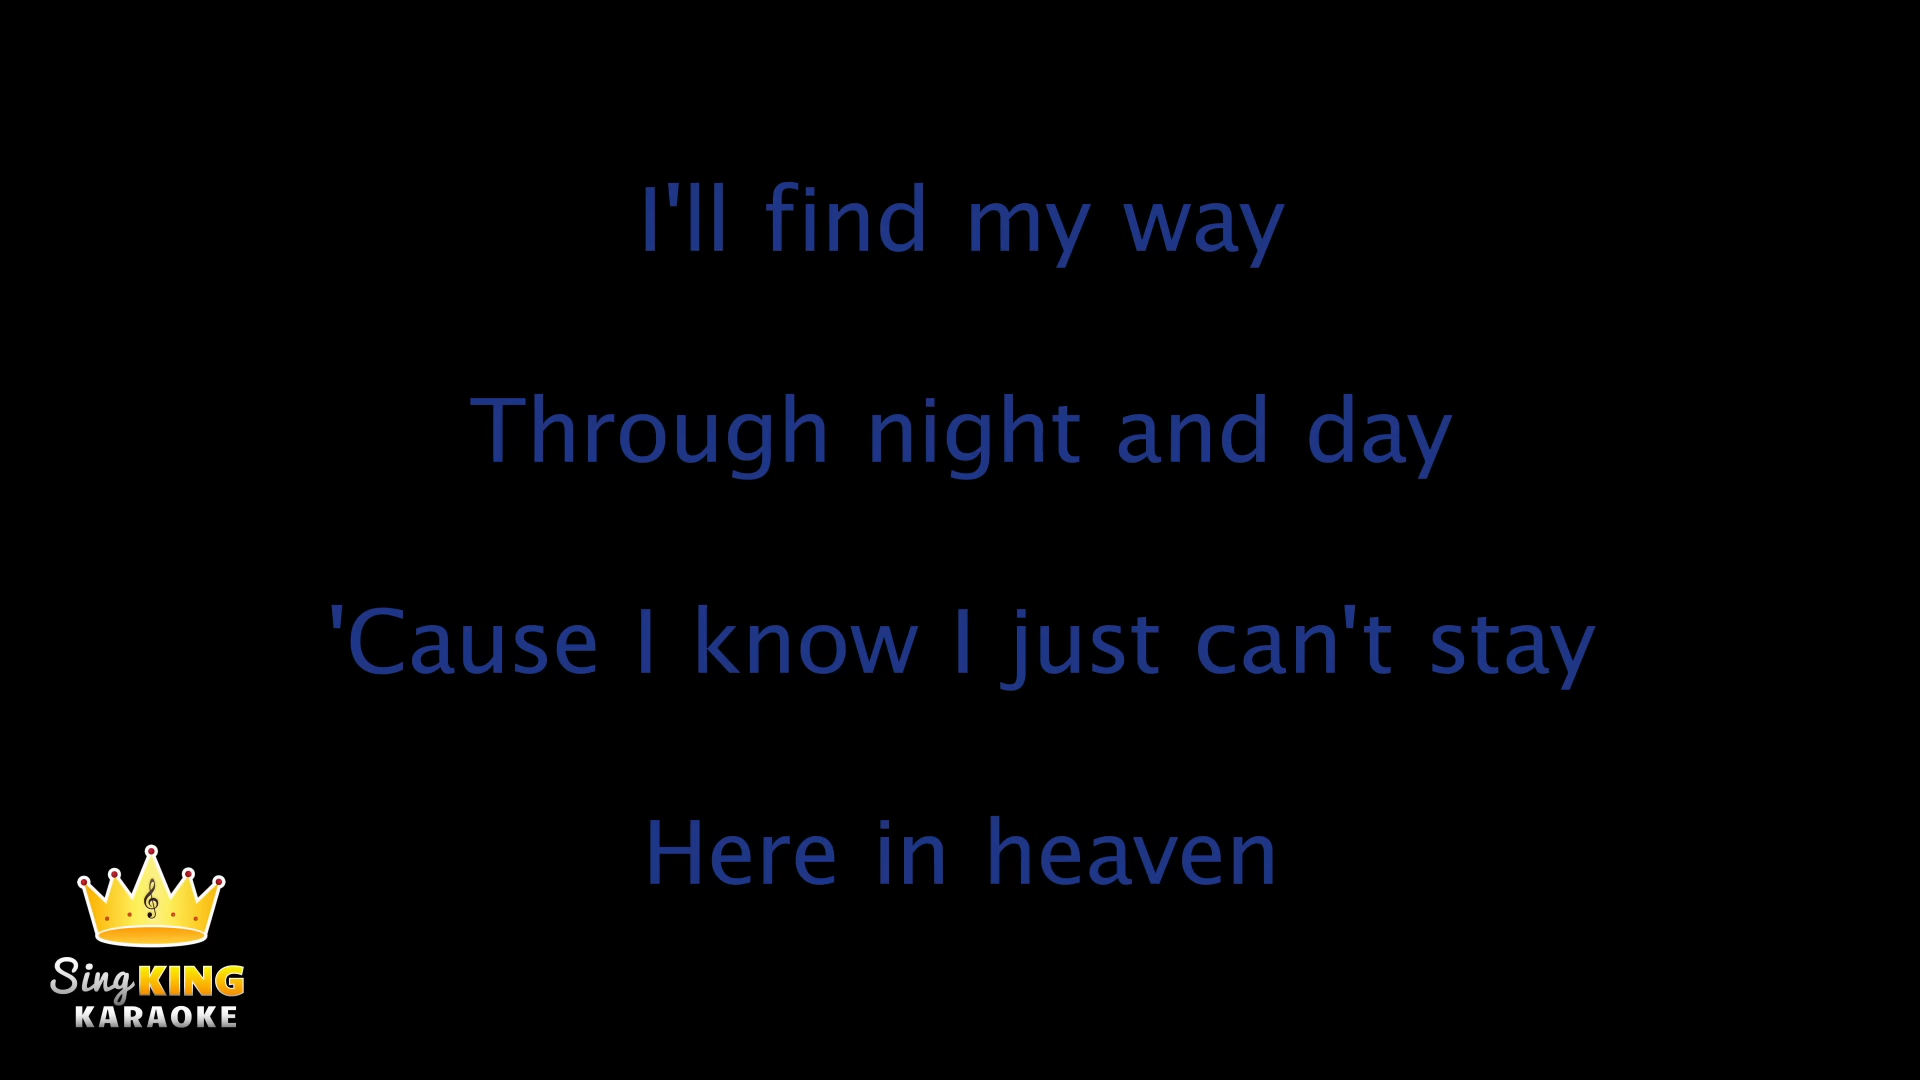 I'll find my way
Through night and day
'Cause I know I just can't stay
Here in heaven
Sing KING
KARAOKE